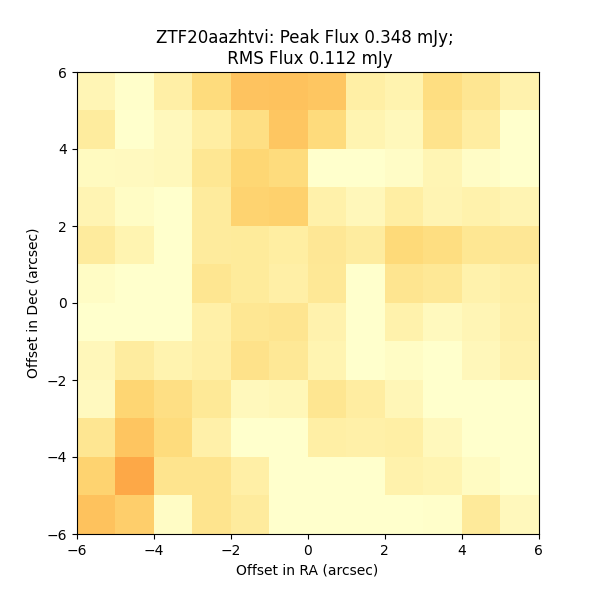 ZTF20aazhtvi: Peak Flux 0.348 mJy;
RMS Flux 0.112 mJy
6
4
2
0
−2
−4
−6
Offset in Dec (arcsec)
−6 −4 −2 0 2 4 6
Offset in RA (arcsec)